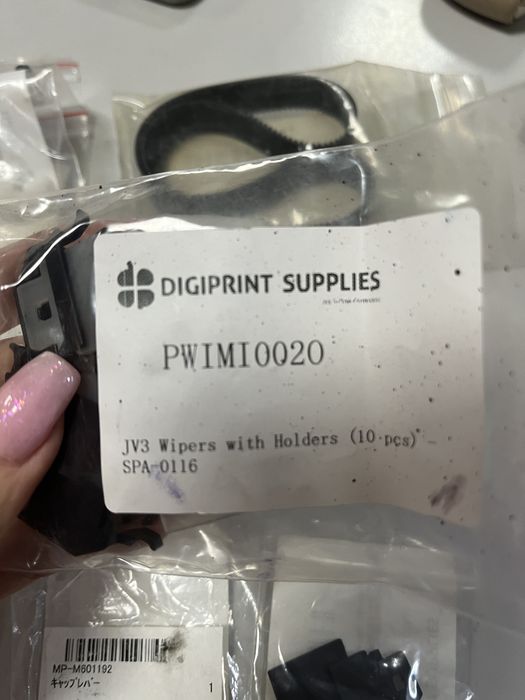 DIGIPRINT SUPPLIES
PWIMI0020
JV3 Wipers with Holders (10 pcs)
SPA-0116
MP-M601192
キャップレバー
1